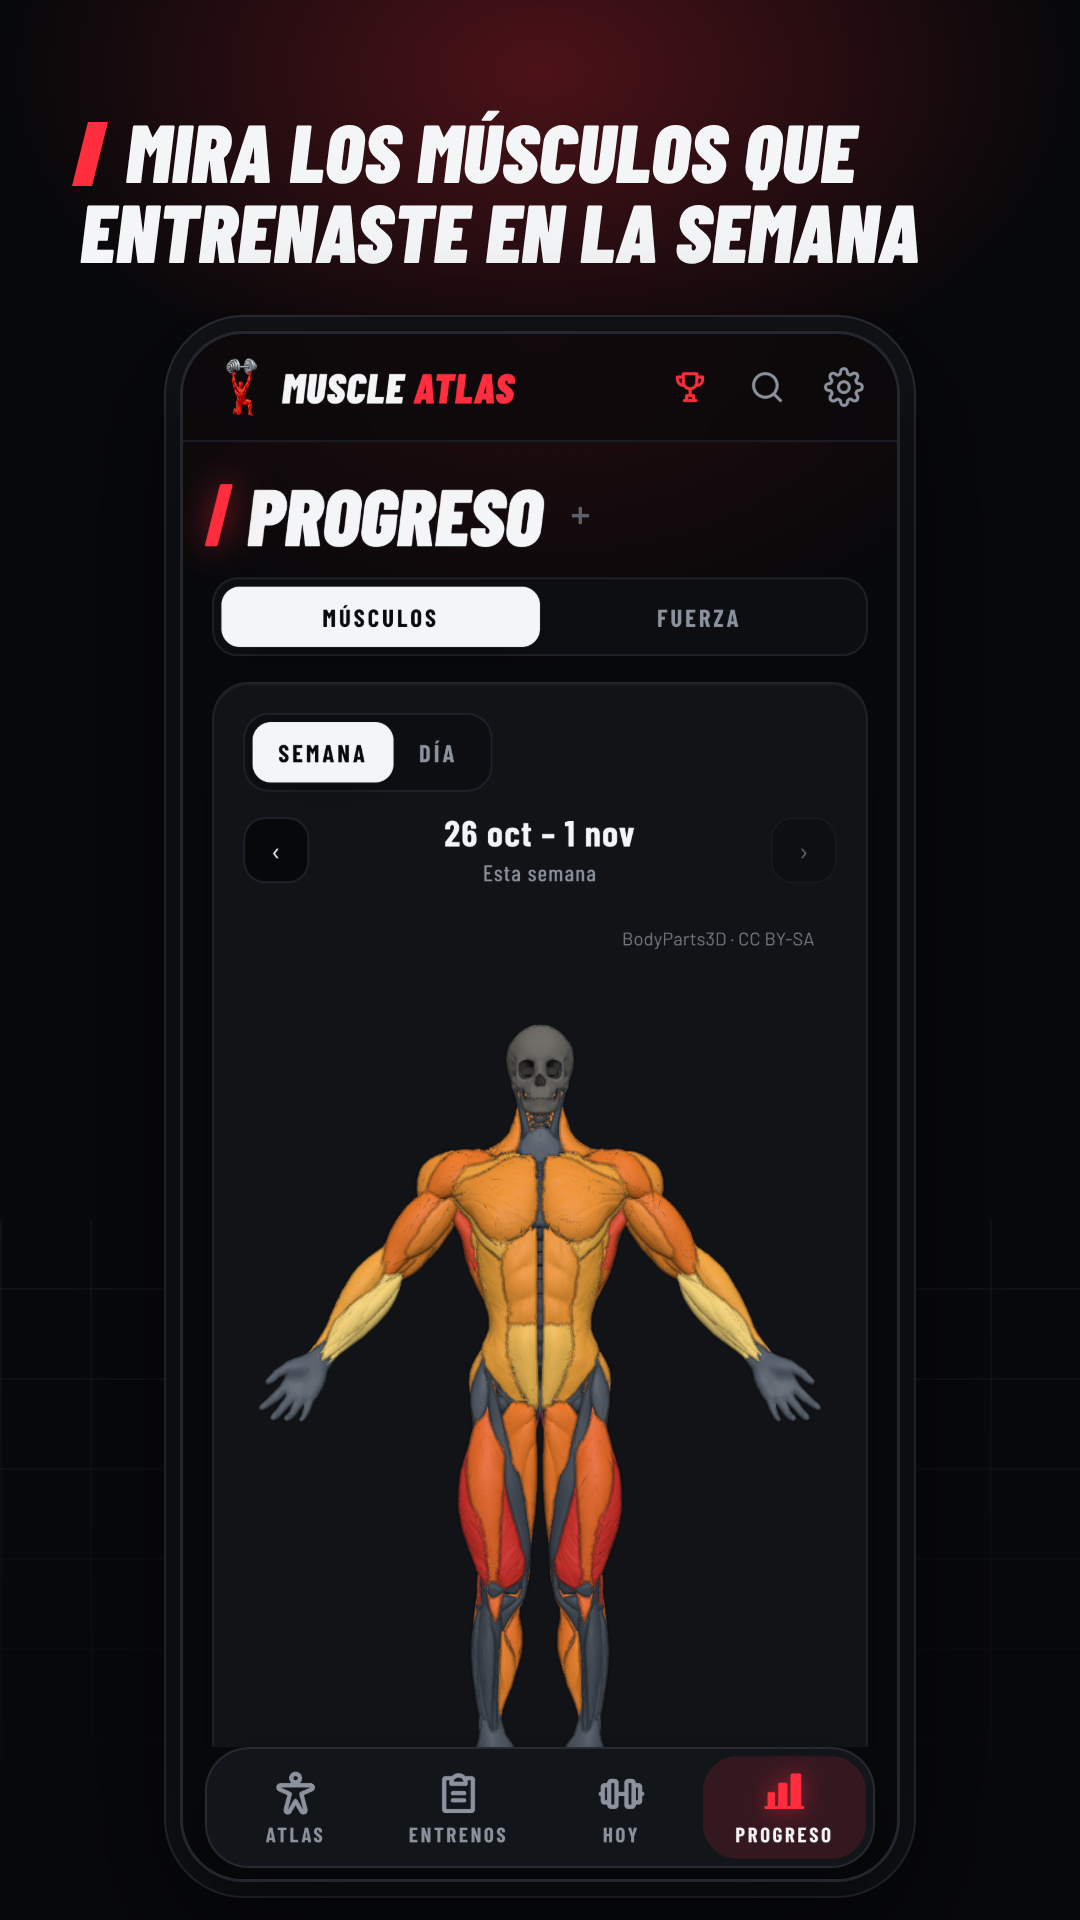 MIRA LOS MÚSCULOS QUE
ENTRENASTE EN LA SEMANA
MUSCLE ATLAS
PROGRESO +
MÚSCULOS FUERZA
SEMANA DÍA
‹ 26 oct – 1 nov ›
Esta semana
BodyParts3D · CC BY-SA
ATLAS ENTRENOS HOY PROGRESO